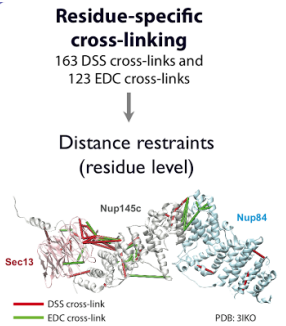 Residue-specific
cross-linking
163 DSS cross-links and
123 EDC cross-links
Distance restraints
(residue level)
Nup145c
Nup84
Sec13
DSS cross-link
EDC cross-link
PDB: 3IKO